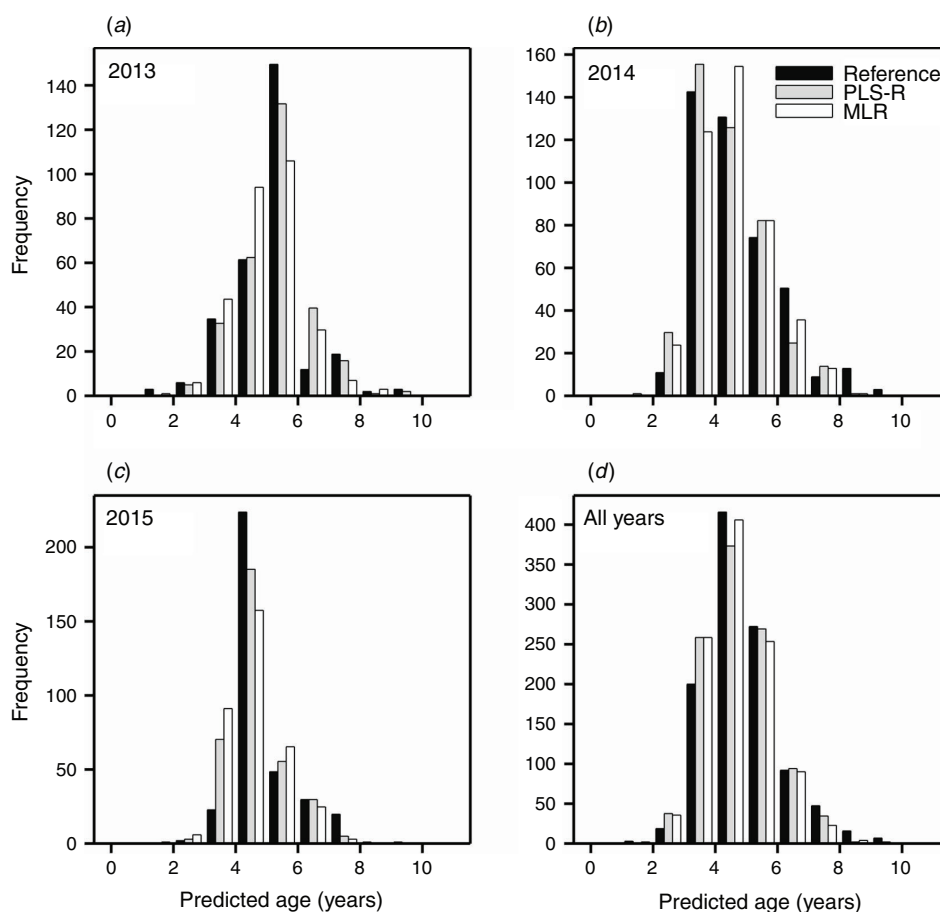 (a)
2013
140
120
100
80
60
40
20
0
Frequency
0 2 4 6 8 10
(b)
2014
Reference
PLS-R
MLR
160
140
120
100
80
60
40
20
0
0 2 4 6 8 10
(c)
2015
200
150
100
50
0
Frequency
0 2 4 6 8 10
Predicted age (years)
(d)
All years
400
350
300
250
200
150
100
50
0
0 2 4 6 8 10
Predicted age (years)